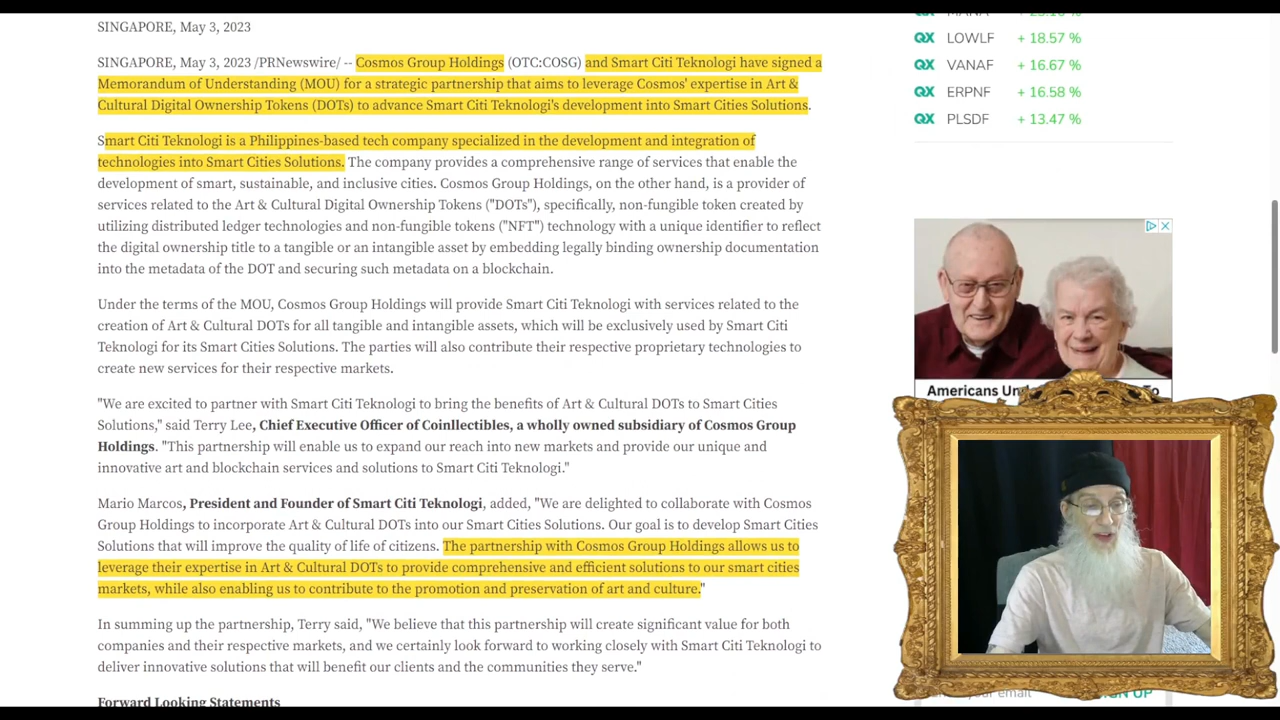 SINGAPORE, May 3, 2023
SINGAPORE, May 3, 2023 /PRNewswire/ -- Cosmos Group Holdings (OTC:COSG) and Smart Citi Teknologi have signed a
Memorandum of Understanding (MOU) for a strategic partnership that aims to leverage Cosmos' expertise in Art &
Cultural Digital Ownership Tokens (DOTs) to advance Smart Citi Teknologi's development into Smart Cities Solutions.
Smart Citi Teknologi is a Philippines-based tech company specialized in the development and integration of
technologies into Smart Cities Solutions. The company provides a comprehensive range of services that enable the
development of smart, sustainable, and inclusive cities. Cosmos Group Holdings, on the other hand, is a provider of
services related to the Art & Cultural Digital Ownership Tokens ("DOTs"), specifically, non-fungible token created by
utilizing distributed ledger technologies and non-fungible tokens ("NFT") technology with a unique identifier to reflect
the digital ownership title to a tangible or an intangible asset by embedding legally binding ownership documentation
into the metadata of the DOT and securing such metadata on a blockchain.
Under the terms of the MOU, Cosmos Group Holdings will provide Smart Citi Teknologi with services related to the
creation of Art & Cultural DOTs for all tangible and intangible assets, which will be exclusively used by Smart Citi
Teknologi for its Smart Cities Solutions. The parties will also contribute their respective proprietary technologies to
create new services for their respective markets.
"We are excited to partner with Smart Citi Teknologi to bring the benefits of Art & Cultural DOTs to Smart Cities
Solutions," said Terry Lee, Chief Executive Officer of Coinllectibles, a wholly owned subsidiary of Cosmos Group
Holdings. "This partnership will enable us to expand our reach into new markets and provide our unique and
innovative art and blockchain services and solutions to Smart Citi Teknologi."
Mario Marcos, President and Founder of Smart Citi Teknologi, added, "We are delighted to collaborate with Cosmos
Group Holdings to incorporate Art & Cultural DOTs into our Smart Cities Solutions. Our goal is to develop Smart Cities
Solutions that will improve the quality of life of citizens. The partnership with Cosmos Group Holdings allows us to
leverage their expertise in Art & Cultural DOTs to provide comprehensive and efficient solutions to our smart cities
markets, while also enabling us to contribute to the promotion and preservation of art and culture."
In summing up the partnership, Terry said, "We believe that this partnership will create significant value for both
companies and their respective markets, and we certainly look forward to working closely with Smart Citi Teknologi to
deliver innovative solutions that will benefit our clients and the communities they serve."
Forward Looking Statements
QX LOWLF + 18.57 %
QX VANAF + 16.67 %
QX ERPNF + 16.58 %
QX PLSDF + 13.47 %
Americans
To
your email
SIGN UP